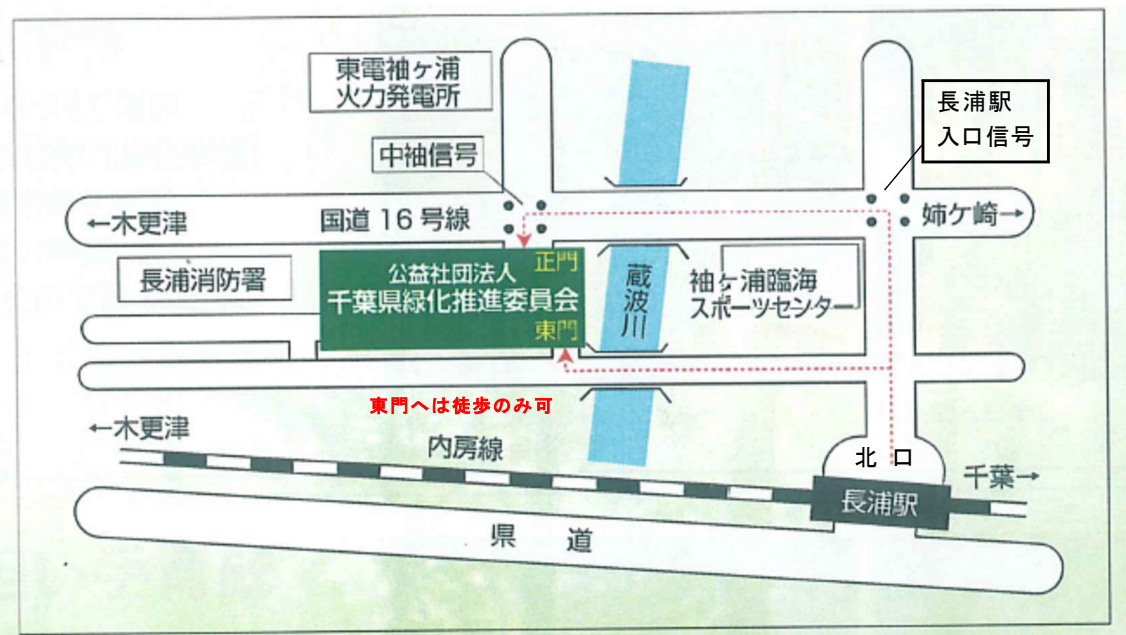 東電袖ヶ浦
火力発電所
長浦駅
入口信号
中袖信号
←木更津
国道16号線
姉ケ崎→
長浦消防署
公益社団法人
千葉県緑化推進委員会
正門
東門
蔵波川
袖ヶ浦臨海
スポーツセンター
東門へは徒歩のみ可
←木更津
内房線
北口
千葉→
長浦駅
県道